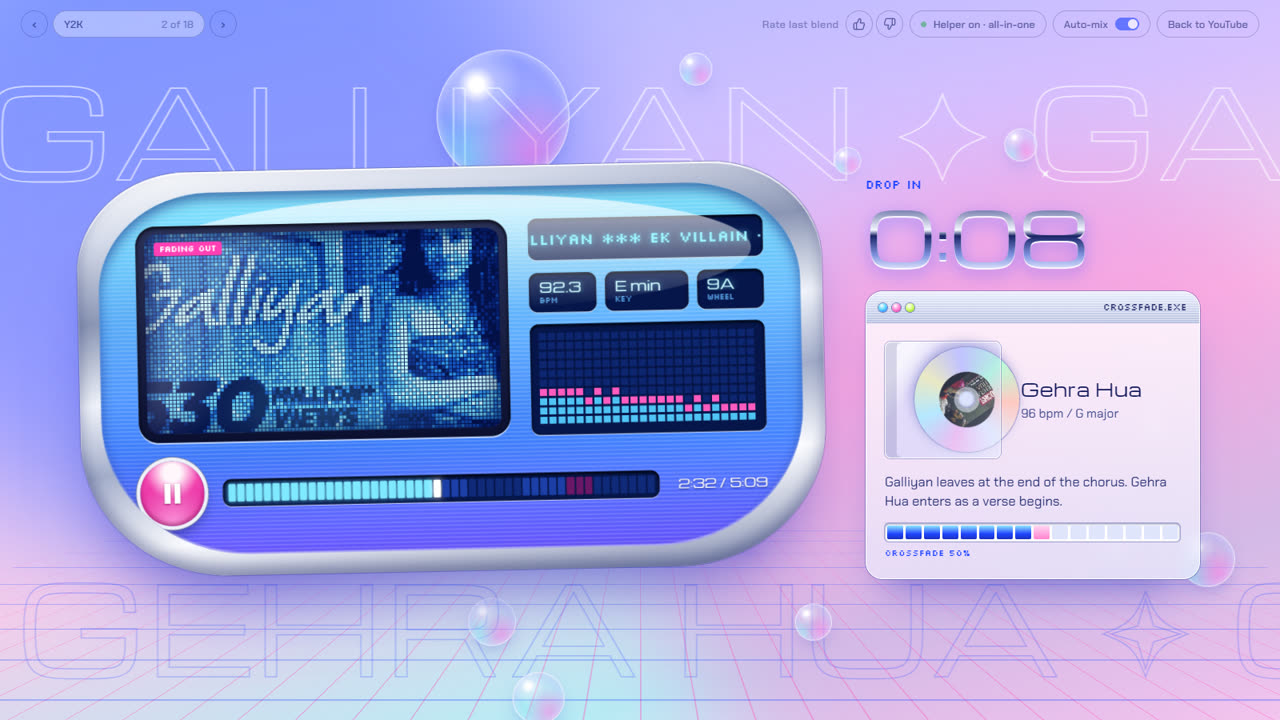 Y2K
2 of 18
Rate last blend
Helper on · all-in-one
Auto-mix
Back to YouTube
GALLIYAN
GA
DROP IN
0:08
FADING OUT
Galliyan
530 MILLION+
VIEWS
LLIYAN *** EK VILLAIN ·
92.3
BPM
E min
KEY
9A
WHEEL
2:32 / 5:09
CROSSFADE.EXE
Gehra Hua
96 bpm / G major
Galliyan leaves at the end of the chorus. Gehra
Hua enters as a verse begins.
CROSSFADE 50%
GEHRA HUA